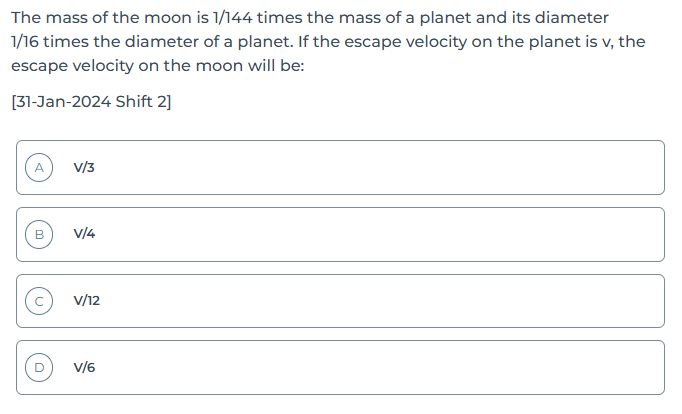 The mass of the moon is 1/144 times the mass of a planet and its diameter
1/16 times the diameter of a planet. If the escape velocity on the planet is v, the
escape velocity on the moon will be:
[31-Jan-2024 Shift 2]
A V/3
B V/4
C V/12
D V/6